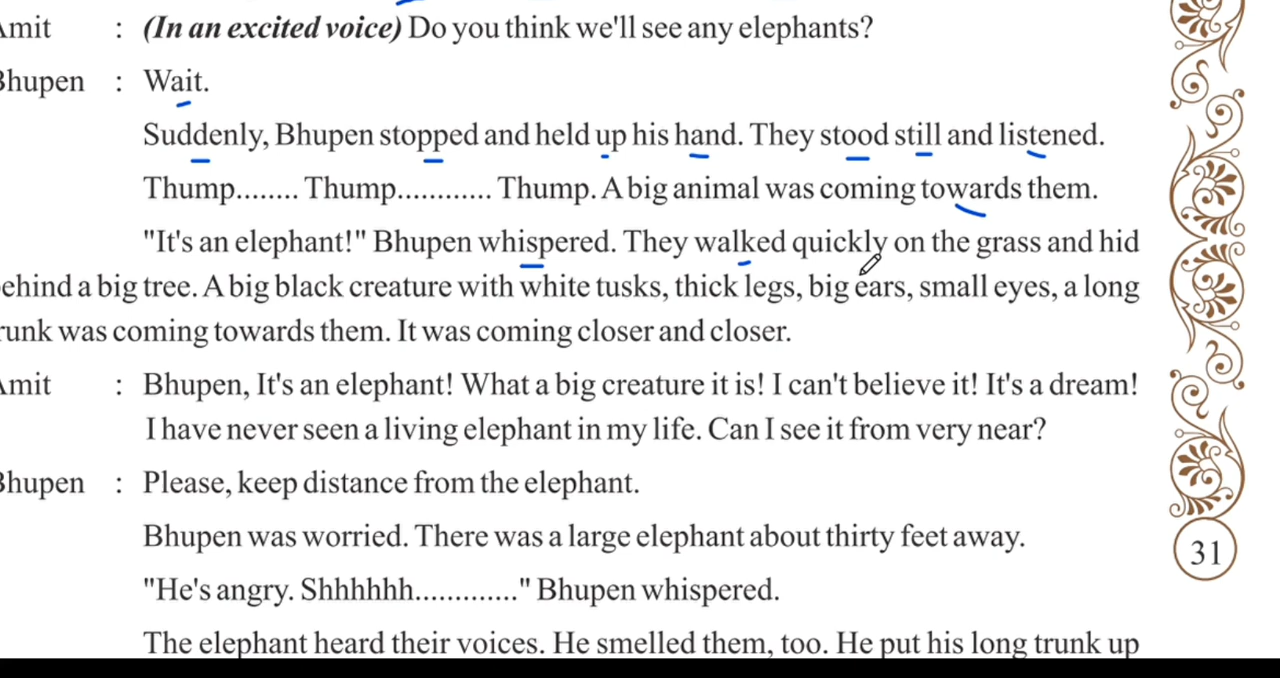 Amit : (In an excited voice) Do you think we'll see any elephants?
Bhupen : Wait.
Suddenly, Bhupen stopped and held up his hand. They stood still and listened.
Thump........ Thump............ Thump. A big animal was coming towards them.
"It's an elephant!" Bhupen whispered. They walked quickly on the grass and hid
behind a big tree. A big black creature with white tusks, thick legs, big ears, small eyes, a long
trunk was coming towards them. It was coming closer and closer.
Amit : Bhupen, It's an elephant! What a big creature it is! I can't believe it! It's a dream!
I have never seen a living elephant in my life. Can I see it from very near?
Bhupen : Please, keep distance from the elephant.
Bhupen was worried. There was a large elephant about thirty feet away.
"He's angry. Shhhhhh............." Bhupen whispered.
The elephant heard their voices. He smelled them, too. He put his long trunk up
31